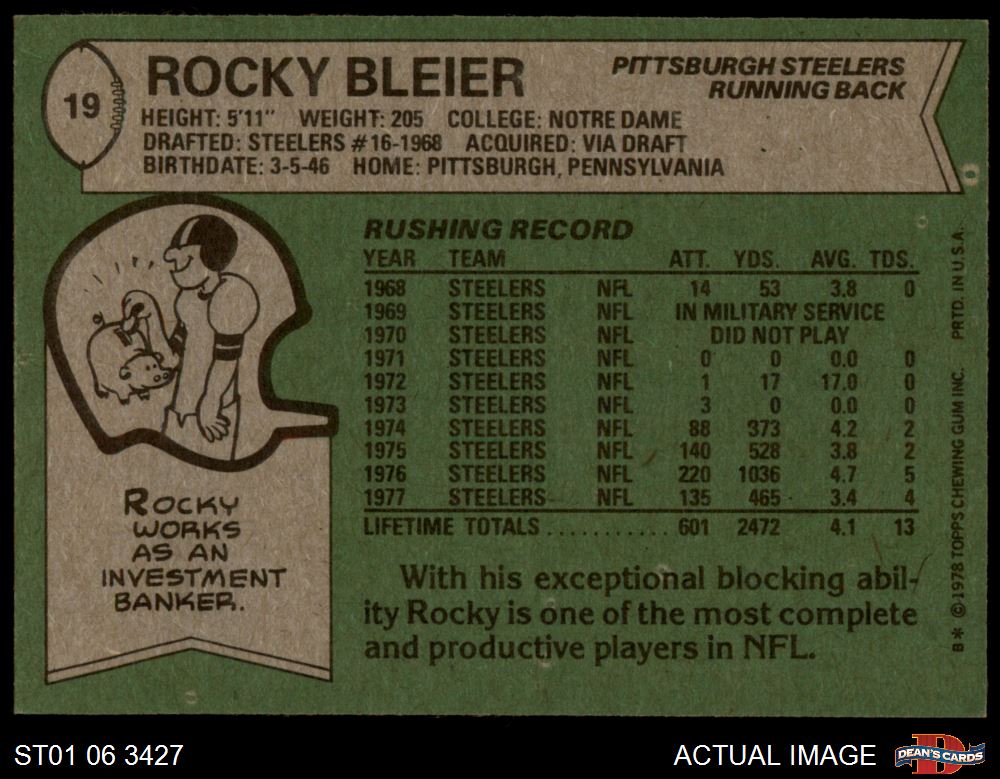 19
ROCKY BLEIER
PITTSBURGH STEELERS
RUNNING BACK
HEIGHT: 5'11" WEIGHT: 205 COLLEGE: NOTRE DAME
DRAFTED: STEELERS #16-1968 ACQUIRED: VIA DRAFT
BIRTHDATE: 3-5-46 HOME: PITTSBURGH, PENNSYLVANIA
RUSHING RECORD
YEAR TEAM ATT. YDS. AVG. TDS.
1968 STEELERS NFL 14 53 3.8 0
1969 STEELERS NFL IN MILITARY SERVICE
1970 STEELERS NFL DID NOT PLAY
1971 STEELERS NFL 0 0 0.0 0
1972 STEELERS NFL 1 17 17.0 0
1973 STEELERS NFL 3 0 0.0 0
1974 STEELERS NFL 88 373 4.2 2
1975 STEELERS NFL 140 528 3.8 2
1976 STEELERS NFL 220 1036 4.7 5
1977 STEELERS NFL 135 465 3.4 4
LIFETIME TOTALS ........... 601 2472 4.1 13
With his exceptional blocking abil-
ity Rocky is one of the most complete
and productive players in NFL.
ROCKY
WORKS
AS AN
INVESTMENT
BANKER.
B* © 1978 TOPPS CHEWING GUM INC. PRTD. IN U.S.A.
ST01 06 3427
ACTUAL IMAGE
DEAN'S CARDS